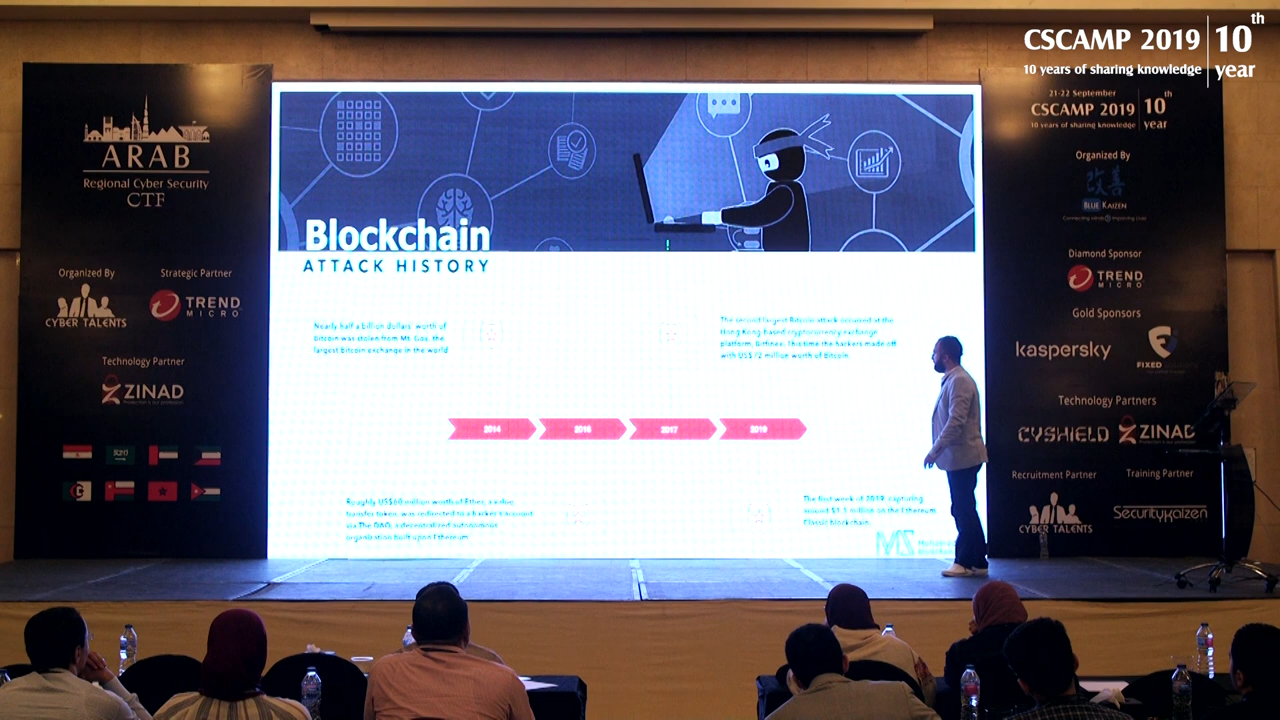 CSCAMP 2019
10 years of sharing knowledge
10th
year
ARAB
Regional Cyber Security
CTF
Organized By
CYBER TALENTS
Strategic Partner
TREND
MICRO
Technology Partner
ZINAD
Blockchain
ATTACK HISTORY
Nearly half a billion dollars' worth of
bitcoin was stolen from Mt. Gox, the
largest bitcoin exchange in the world
The second largest Bitcoin attack occurred at the
Hong Kong-based cryptocurrency exchange
platform, Bitfinex. This time the hackers made off
with US$72 million worth of Bitcoin
2014
2016
2017
2019
Roughly US$60 million worth of Ether, a value
transfer token, was redirected to a hacker's account
via The DAO, a decentralized autonomous
organization built upon Ethereum
The first week of 2019, capturing
around $1.1 million on the Ethereum
Classic blockchain
MS
21-22 September
CSCAMP 2019
10 years of sharing knowledge
10th
year
Organized By
改善
BLUE KAIZEN
Connecting Minds Improving Lives
Diamond Sponsor
TREND
MICRO
Gold Sponsors
kaspersky
FIXED
Technology Partners
CYSHIELD
ZINAD
Recruitment Partner
CYBER TALENTS
Training Partner
Securitykaizen